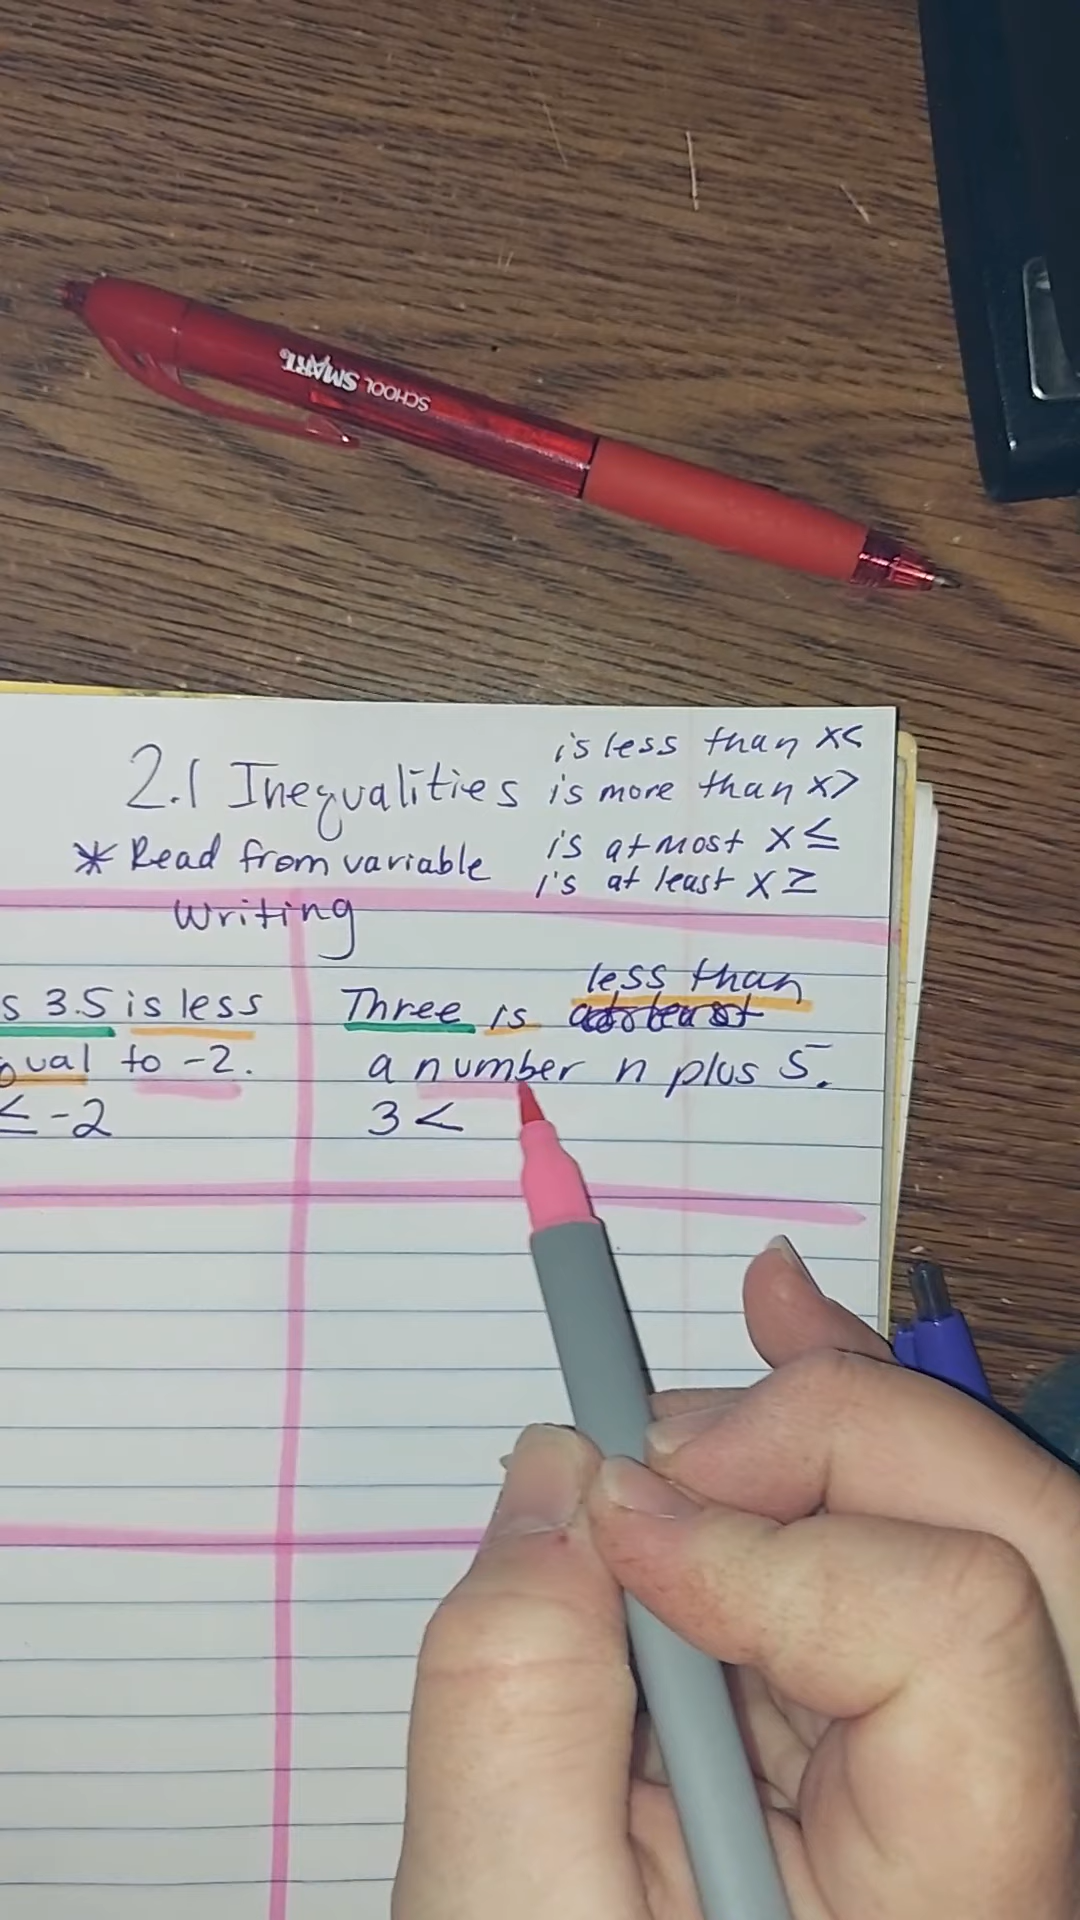 SCHOOL SMART
2.1 Inequalities
is less than x<
is more than x>
is at most x ≤
is at least x ≥
* Read from variable
Writing
s 3.5 is less
qual to -2.
≤ -2
less than
Three is
a number n plus 5.
3 <